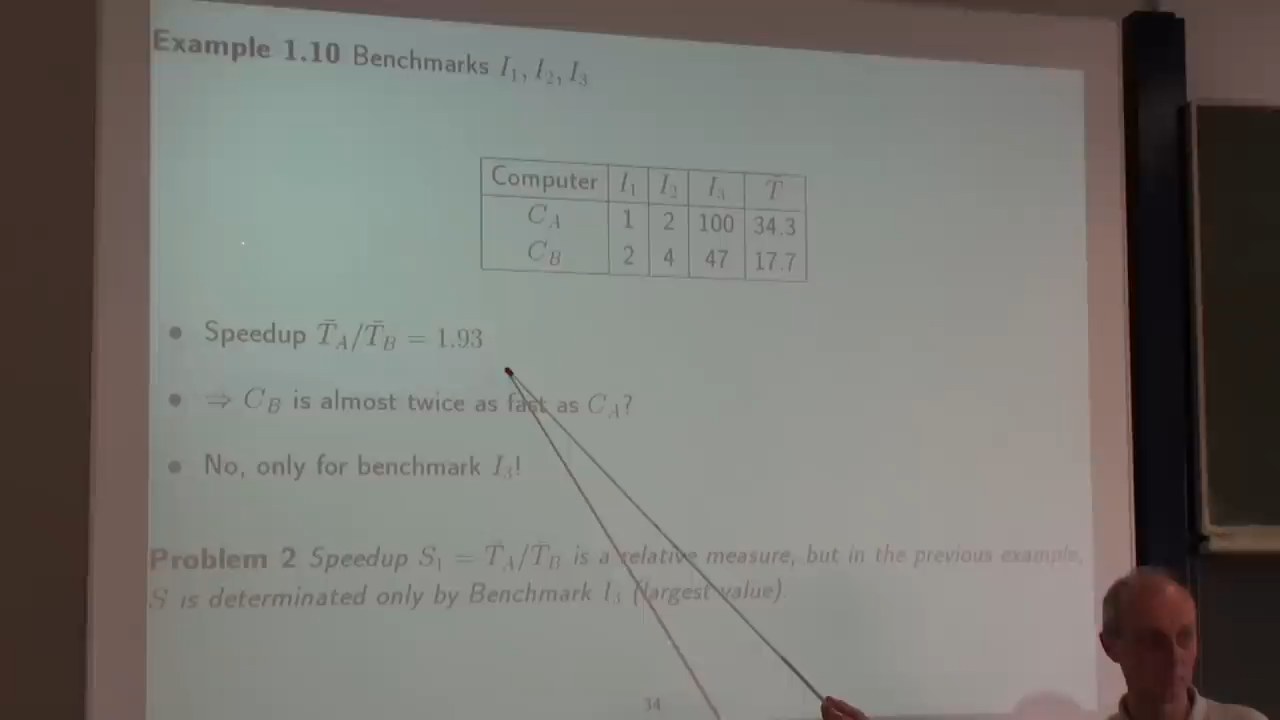 Example 1.10 Benchmarks I₁, I₂, I₃
Computer I₁ I₂ I₃ T̄
C_A 1 2 100 34.3
C_B 2 4 47 17.7
• Speedup T̄_A/T̄_B = 1.93
• ⇒ C_B is almost twice as fast as C_A?
• No, only for benchmark I₃!
Problem 2 Speedup S₁ = T̄_A/T̄_B is a relative measure, but in the previous example,
S is determinated only by Benchmark I₃ (largest value).
34